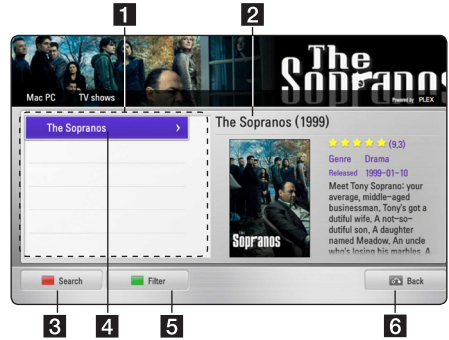 1
2
The
Sopranos
Mac PC TV shows
Powered by PLEX
The Sopranos >
The Sopranos (1999)
(9,3)
Genre Drama
Released 1999-01-10
Meet Tony Soprano: your
average, middle-aged
businessman, Tony's got a
dutiful wife. A not-so-
dutiful son, A daughter
named Meadow, An uncle
who's losing his marbles. A
Sopranos
Search
Filter
Back
3
4
5
6